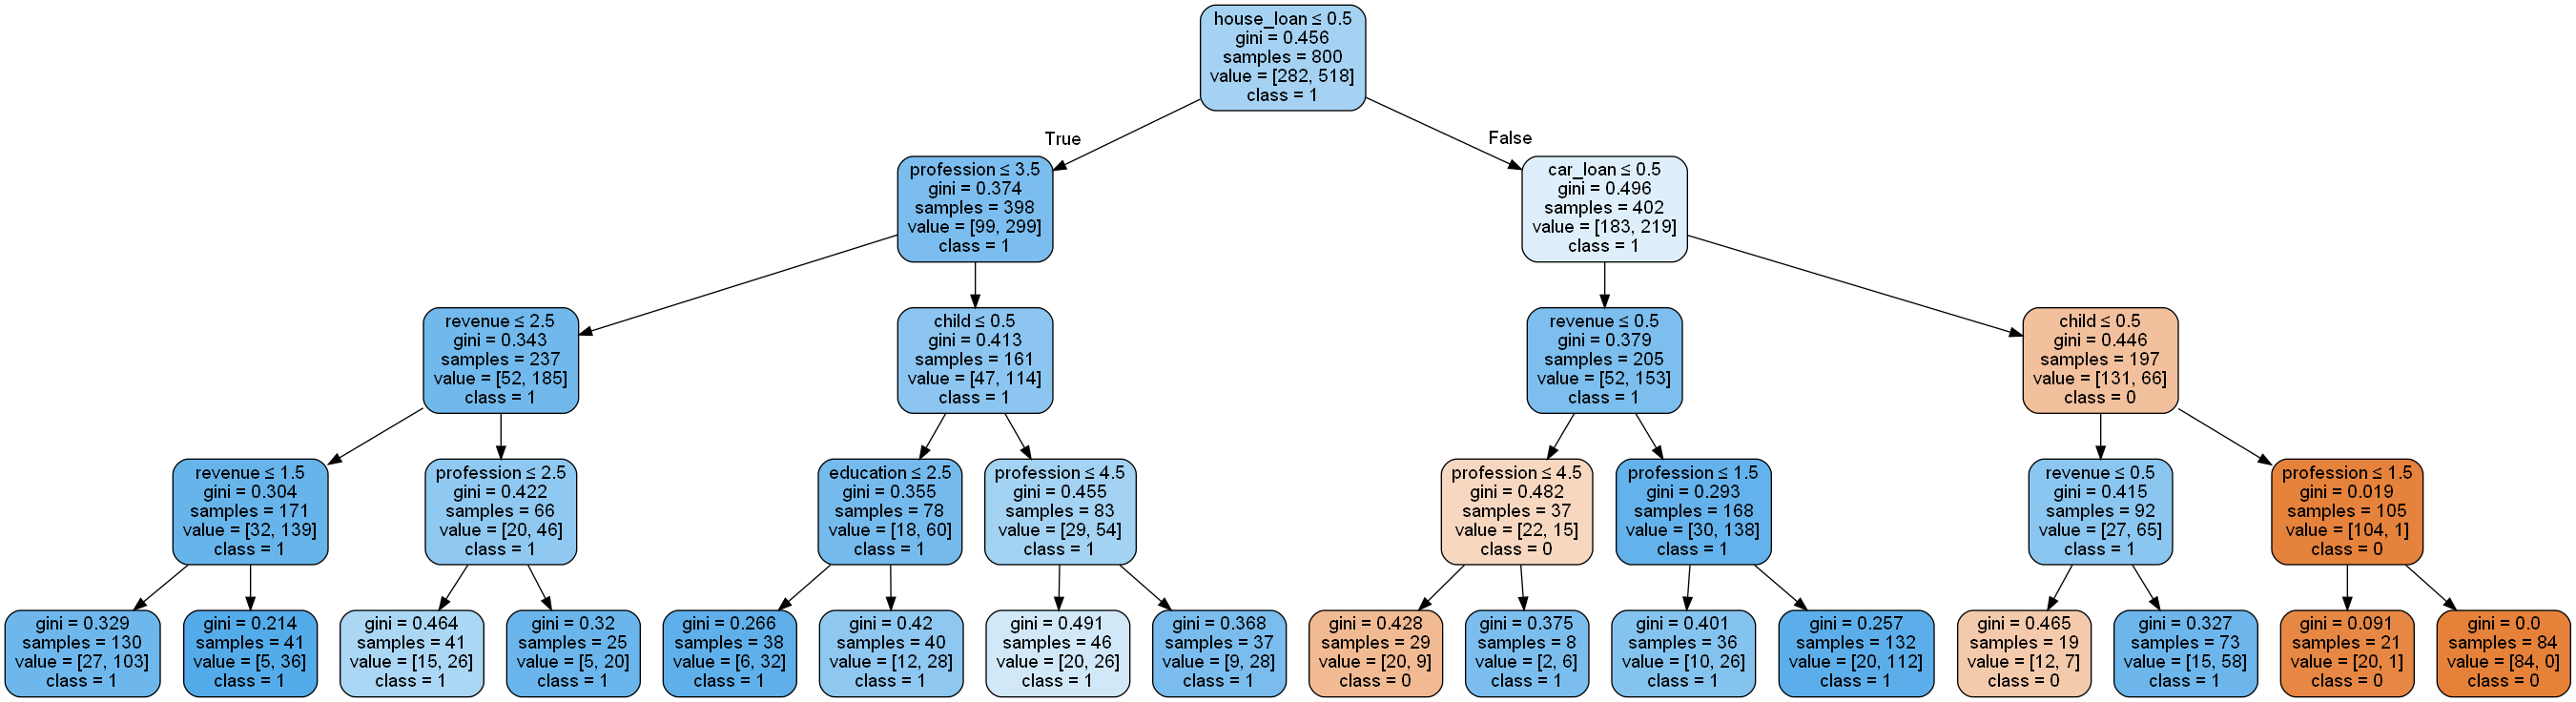 house_loan ≤ 0.5
gini = 0.456
samples = 800
value = [282, 518]
class = 1
True
False
profession ≤ 3.5
gini = 0.374
samples = 398
value = [99, 299]
class = 1
car_loan ≤ 0.5
gini = 0.496
samples = 402
value = [183, 219]
class = 1
revenue ≤ 2.5
gini = 0.343
samples = 237
value = [52, 185]
class = 1
child ≤ 0.5
gini = 0.413
samples = 161
value = [47, 114]
class = 1
revenue ≤ 0.5
gini = 0.379
samples = 205
value = [52, 153]
class = 1
child ≤ 0.5
gini = 0.446
samples = 197
value = [131, 66]
class = 0
revenue ≤ 1.5
gini = 0.304
samples = 171
value = [32, 139]
class = 1
profession ≤ 2.5
gini = 0.422
samples = 66
value = [20, 46]
class = 1
education ≤ 2.5
gini = 0.355
samples = 78
value = [18, 60]
class = 1
profession ≤ 4.5
gini = 0.455
samples = 83
value = [29, 54]
class = 1
profession ≤ 4.5
gini = 0.482
samples = 37
value = [22, 15]
class = 0
profession ≤ 1.5
gini = 0.293
samples = 168
value = [30, 138]
class = 1
revenue ≤ 0.5
gini = 0.415
samples = 92
value = [27, 65]
class = 1
profession ≤ 1.5
gini = 0.019
samples = 105
value = [104, 1]
class = 0
gini = 0.329
samples = 130
value = [27, 103]
class = 1
gini = 0.214
samples = 41
value = [5, 36]
class = 1
gini = 0.464
samples = 41
value = [15, 26]
class = 1
gini = 0.32
samples = 25
value = [5, 20]
class = 1
gini = 0.266
samples = 38
value = [6, 32]
class = 1
gini = 0.42
samples = 40
value = [12, 28]
class = 1
gini = 0.491
samples = 46
value = [20, 26]
class = 1
gini = 0.368
samples = 37
value = [9, 28]
class = 1
gini = 0.428
samples = 29
value = [20, 9]
class = 0
gini = 0.375
samples = 8
value = [2, 6]
class = 1
gini = 0.401
samples = 36
value = [10, 26]
class = 1
gini = 0.257
samples = 132
value = [20, 112]
class = 1
gini = 0.465
samples = 19
value = [12, 7]
class = 0
gini = 0.327
samples = 73
value = [15, 58]
class = 1
gini = 0.091
samples = 21
value = [20, 1]
class = 0
gini = 0.0
samples = 84
value = [84, 0]
class = 0